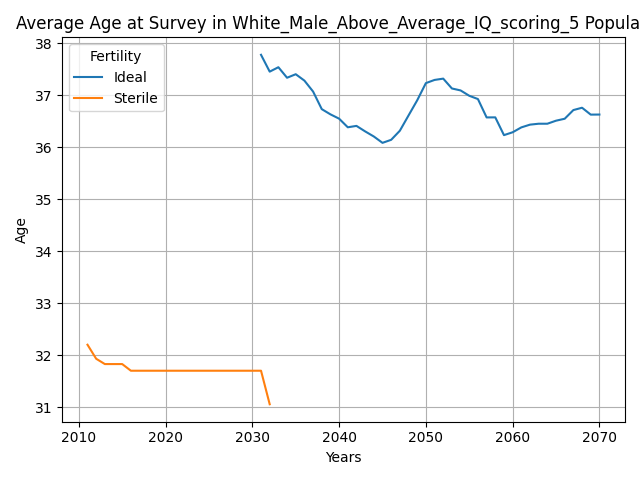 Average Age at Survey in White_Male_Above_Average_IQ_scoring_5 Popula
Fertility
Ideal
Sterile
38
37
36
35
34
33
32
31
Age
2010 2020 2030 2040 2050 2060 2070
Years